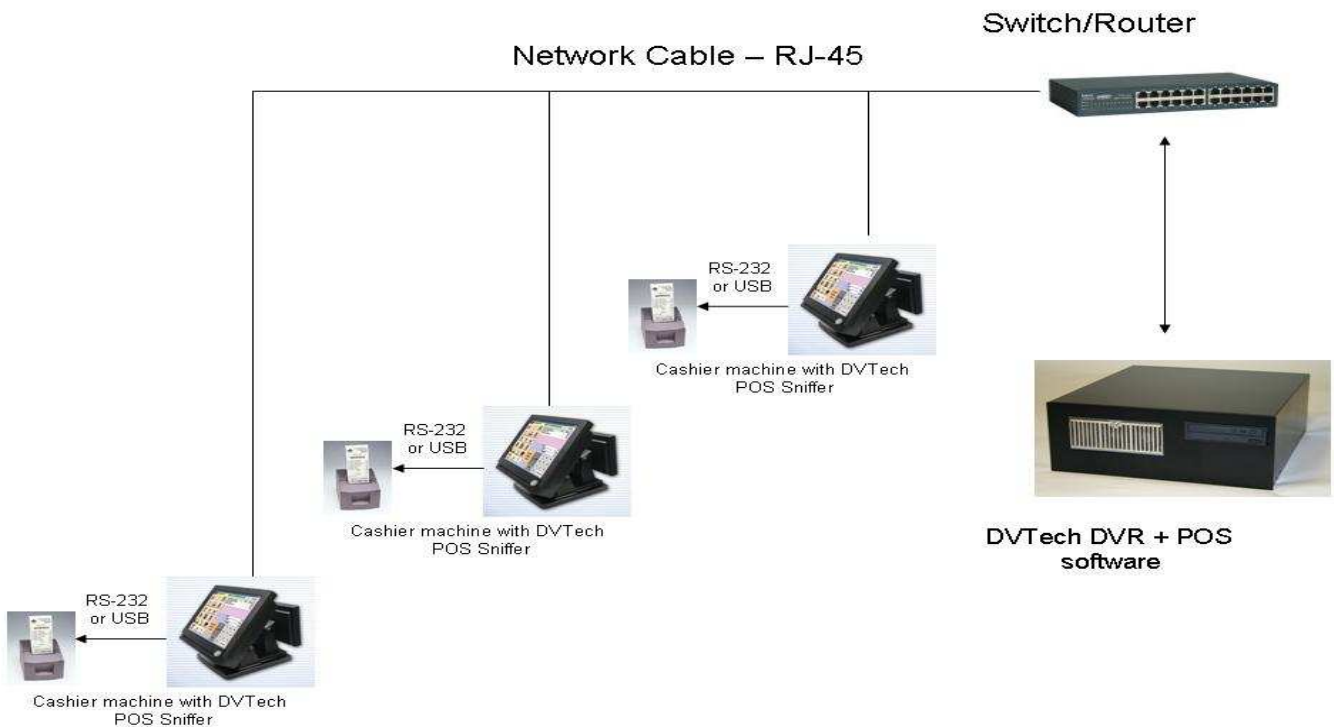 Switch/Router
Network Cable – RJ-45
RS-232
or USB
Cashier machine with DVTech
POS Sniffer
RS-232
or USB
Cashier machine with DVTech
POS Sniffer
DVTech DVR + POS
software
RS-232
or USB
Cashier machine with DVTech
POS Sniffer